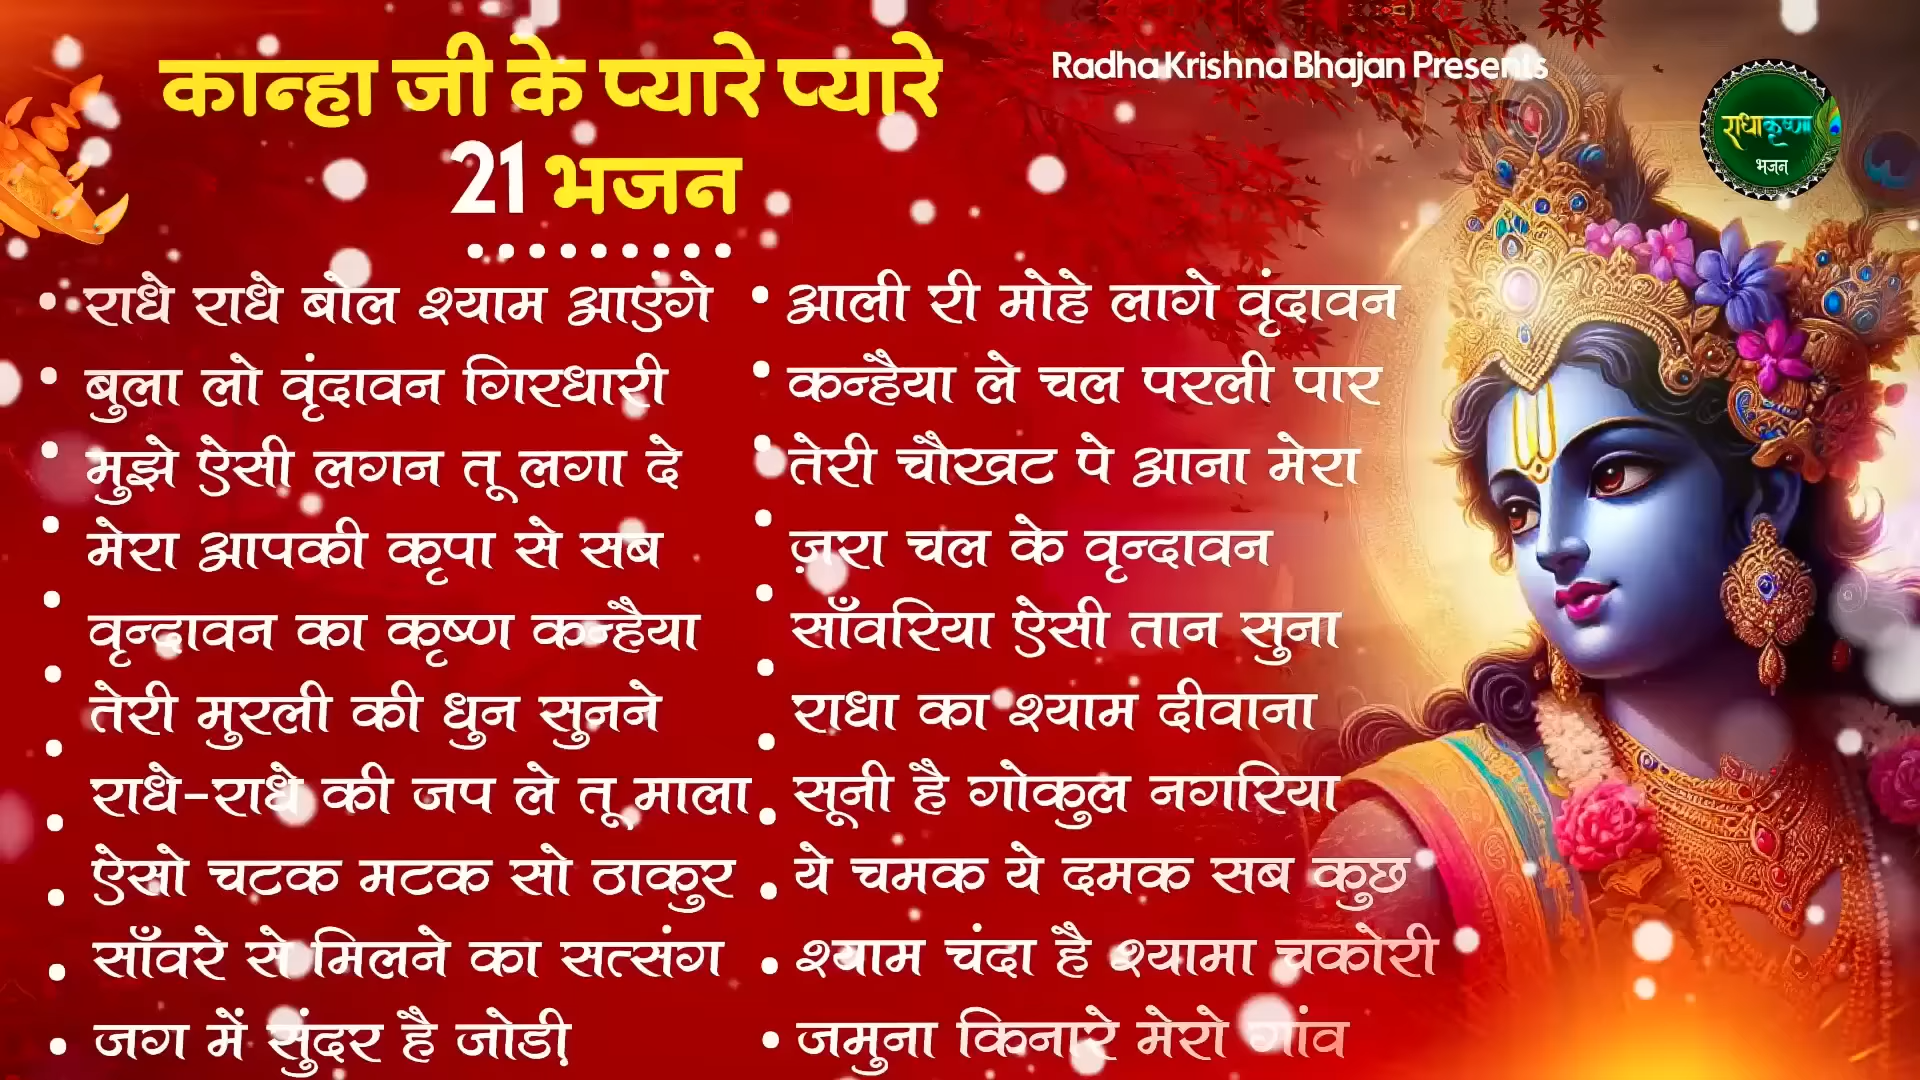 कान्हा जी के प्यारे प्यारे
21 भजन
Radha Krishna Bhajan Presents
राधाकृष्ण
भजन
• राधे राधे बोल श्याम आएंगे
• बुला लो वृंदावन गिरधारी
• मुझे ऐसी लगन तू लगा दे
• मेरा आपकी कृपा से सब
• वृन्दावन का कृष्ण कन्हैया
• तेरी मुरली की धुन सुनने
• राधे-राधे की जप ले तू माला
• ऐसो चटक मटक सो ठाकुर
• साँवरे से मिलने का सत्संग
• जग में सुंदर है जोडी़
• आली री मोहे लागे वृंदावन
• कन्हैया ले चल परली पार
• तेरी चौखट पे आना मेरा
• ज़रा चल के वृन्दावन
• साँवरिया ऐसी तान सुना
• राधा का श्याम दीवाना
• सूनी है गोकुल नगरिया
• ये चमक ये दमक सब कुछ
• श्याम चंदा है श्यामा चकोरी
• जमुना किनारे मेरो गांव